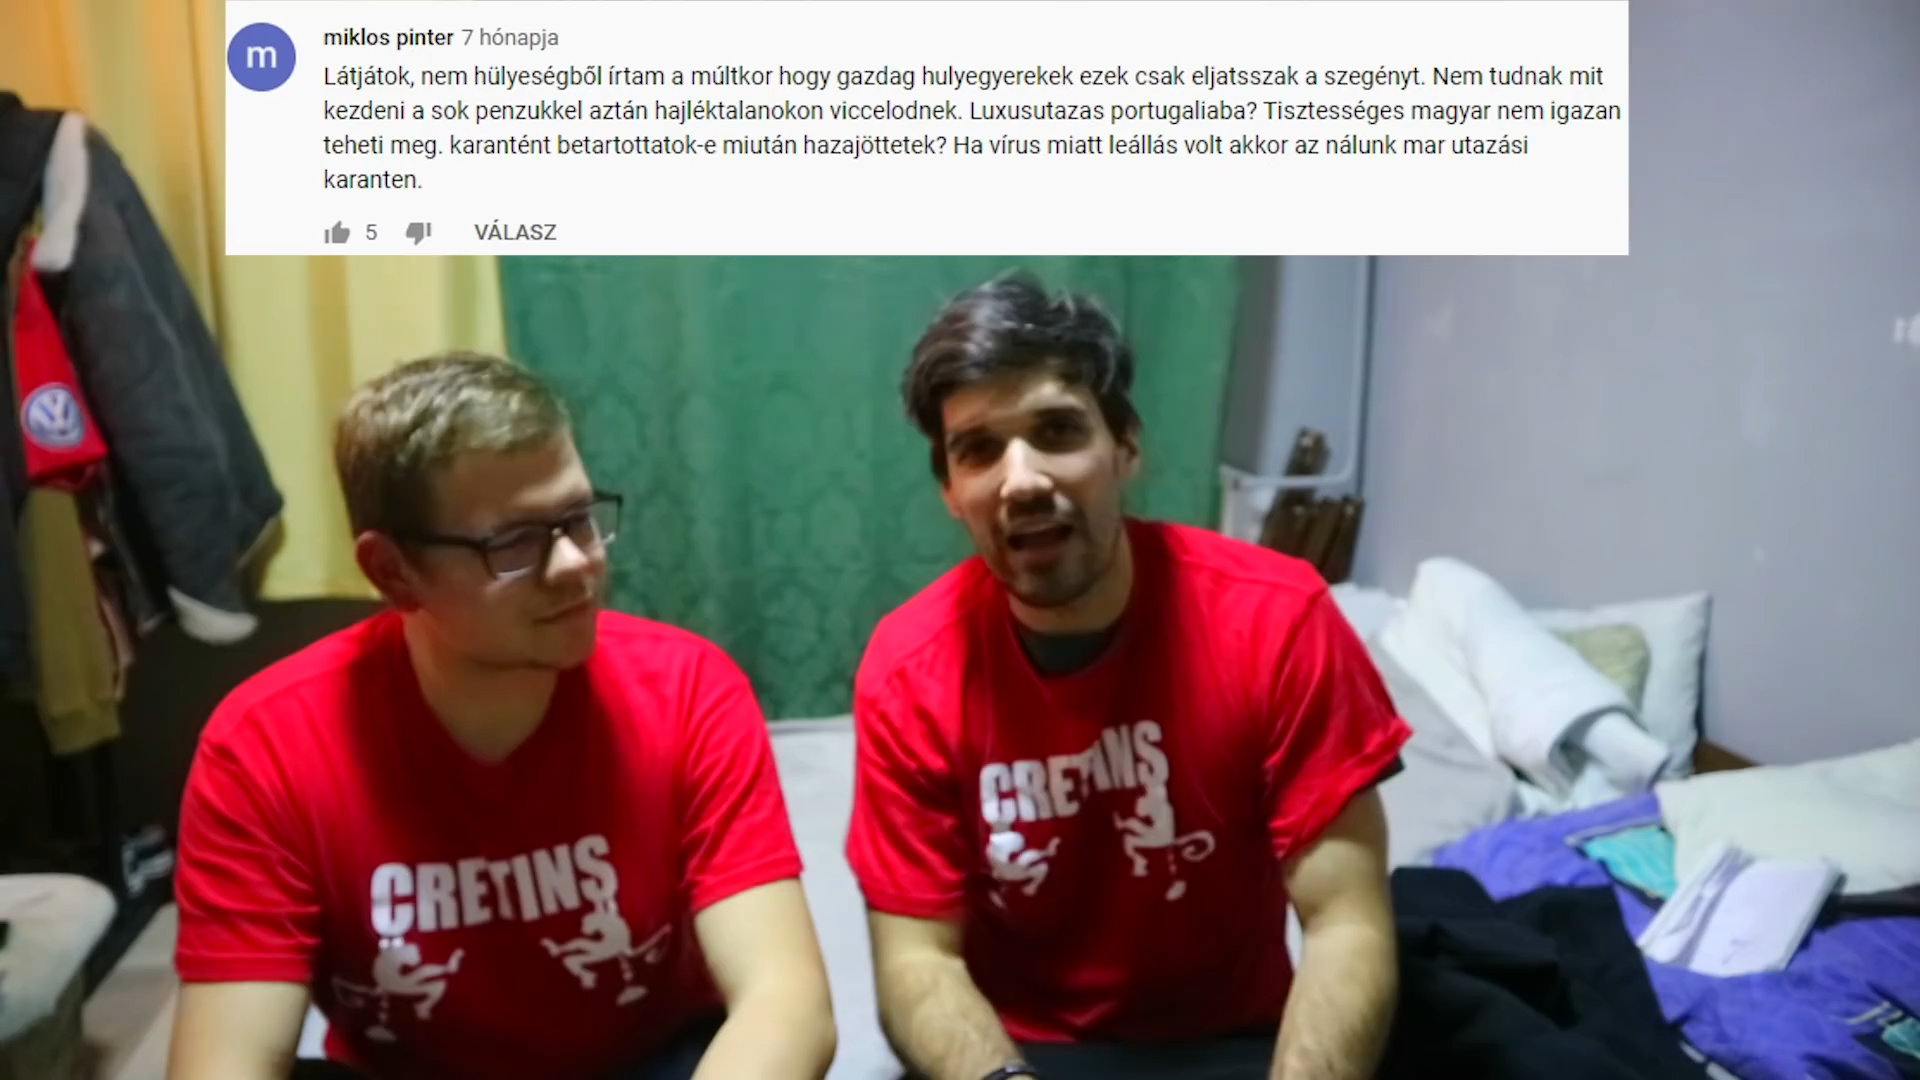 miklos pinter 7 hónapja
Látjátok, nem hülyeségből írtam a múltkor hogy gazdag hulyegyerekek ezek csak eljatsszak a szegényt. Nem tudnak mit
kezdeni a sok penzukkel aztán hajléktalanokon viccelodnek. Luxusutazas portugaliaba? Tisztességes magyar nem igazan
teheti meg. karantént betartottatok-e miután hazajöttetek? Ha vírus miatt leállás volt akkor az nálunk mar utazási
karanten.
5 VÁLASZ
CRETINS
CRETINS